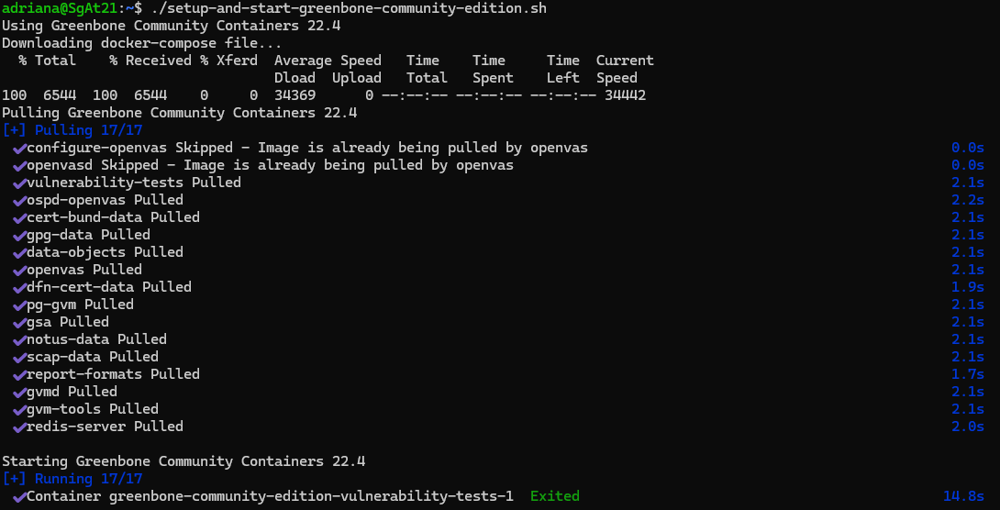 adriana@SgAt21:~$ ./setup-and-start-greenbone-community-edition.sh
Using Greenbone Community Containers 22.4
Downloading docker-compose file...
  % Total    % Received % Xferd  Average Speed   Time    Time     Time  Current
                                 Dload  Upload   Total   Spent    Left  Speed
100  6544  100  6544    0     0  34369      0 --:--:-- --:--:-- --:--:-- 34442
Pulling Greenbone Community Containers 22.4
[+] Pulling 17/17
 ✔configure-openvas Skipped - Image is already being pulled by openvas 0.0s
 ✔openvasd Skipped - Image is already being pulled by openvas 0.0s
 ✔vulnerability-tests Pulled 2.1s
 ✔ospd-openvas Pulled 2.2s
 ✔cert-bund-data Pulled 2.1s
 ✔gpg-data Pulled 2.1s
 ✔data-objects Pulled 2.1s
 ✔openvas Pulled 2.1s
 ✔dfn-cert-data Pulled 1.9s
 ✔pg-gvm Pulled 2.1s
 ✔gsa Pulled 2.1s
 ✔notus-data Pulled 2.1s
 ✔scap-data Pulled 2.1s
 ✔report-formats Pulled 1.7s
 ✔gvmd Pulled 2.1s
 ✔gvm-tools Pulled 2.1s
 ✔redis-server Pulled 2.0s
Starting Greenbone Community Containers 22.4
[+] Running 17/17
 ✔Container greenbone-community-edition-vulnerability-tests-1  Exited 14.8s